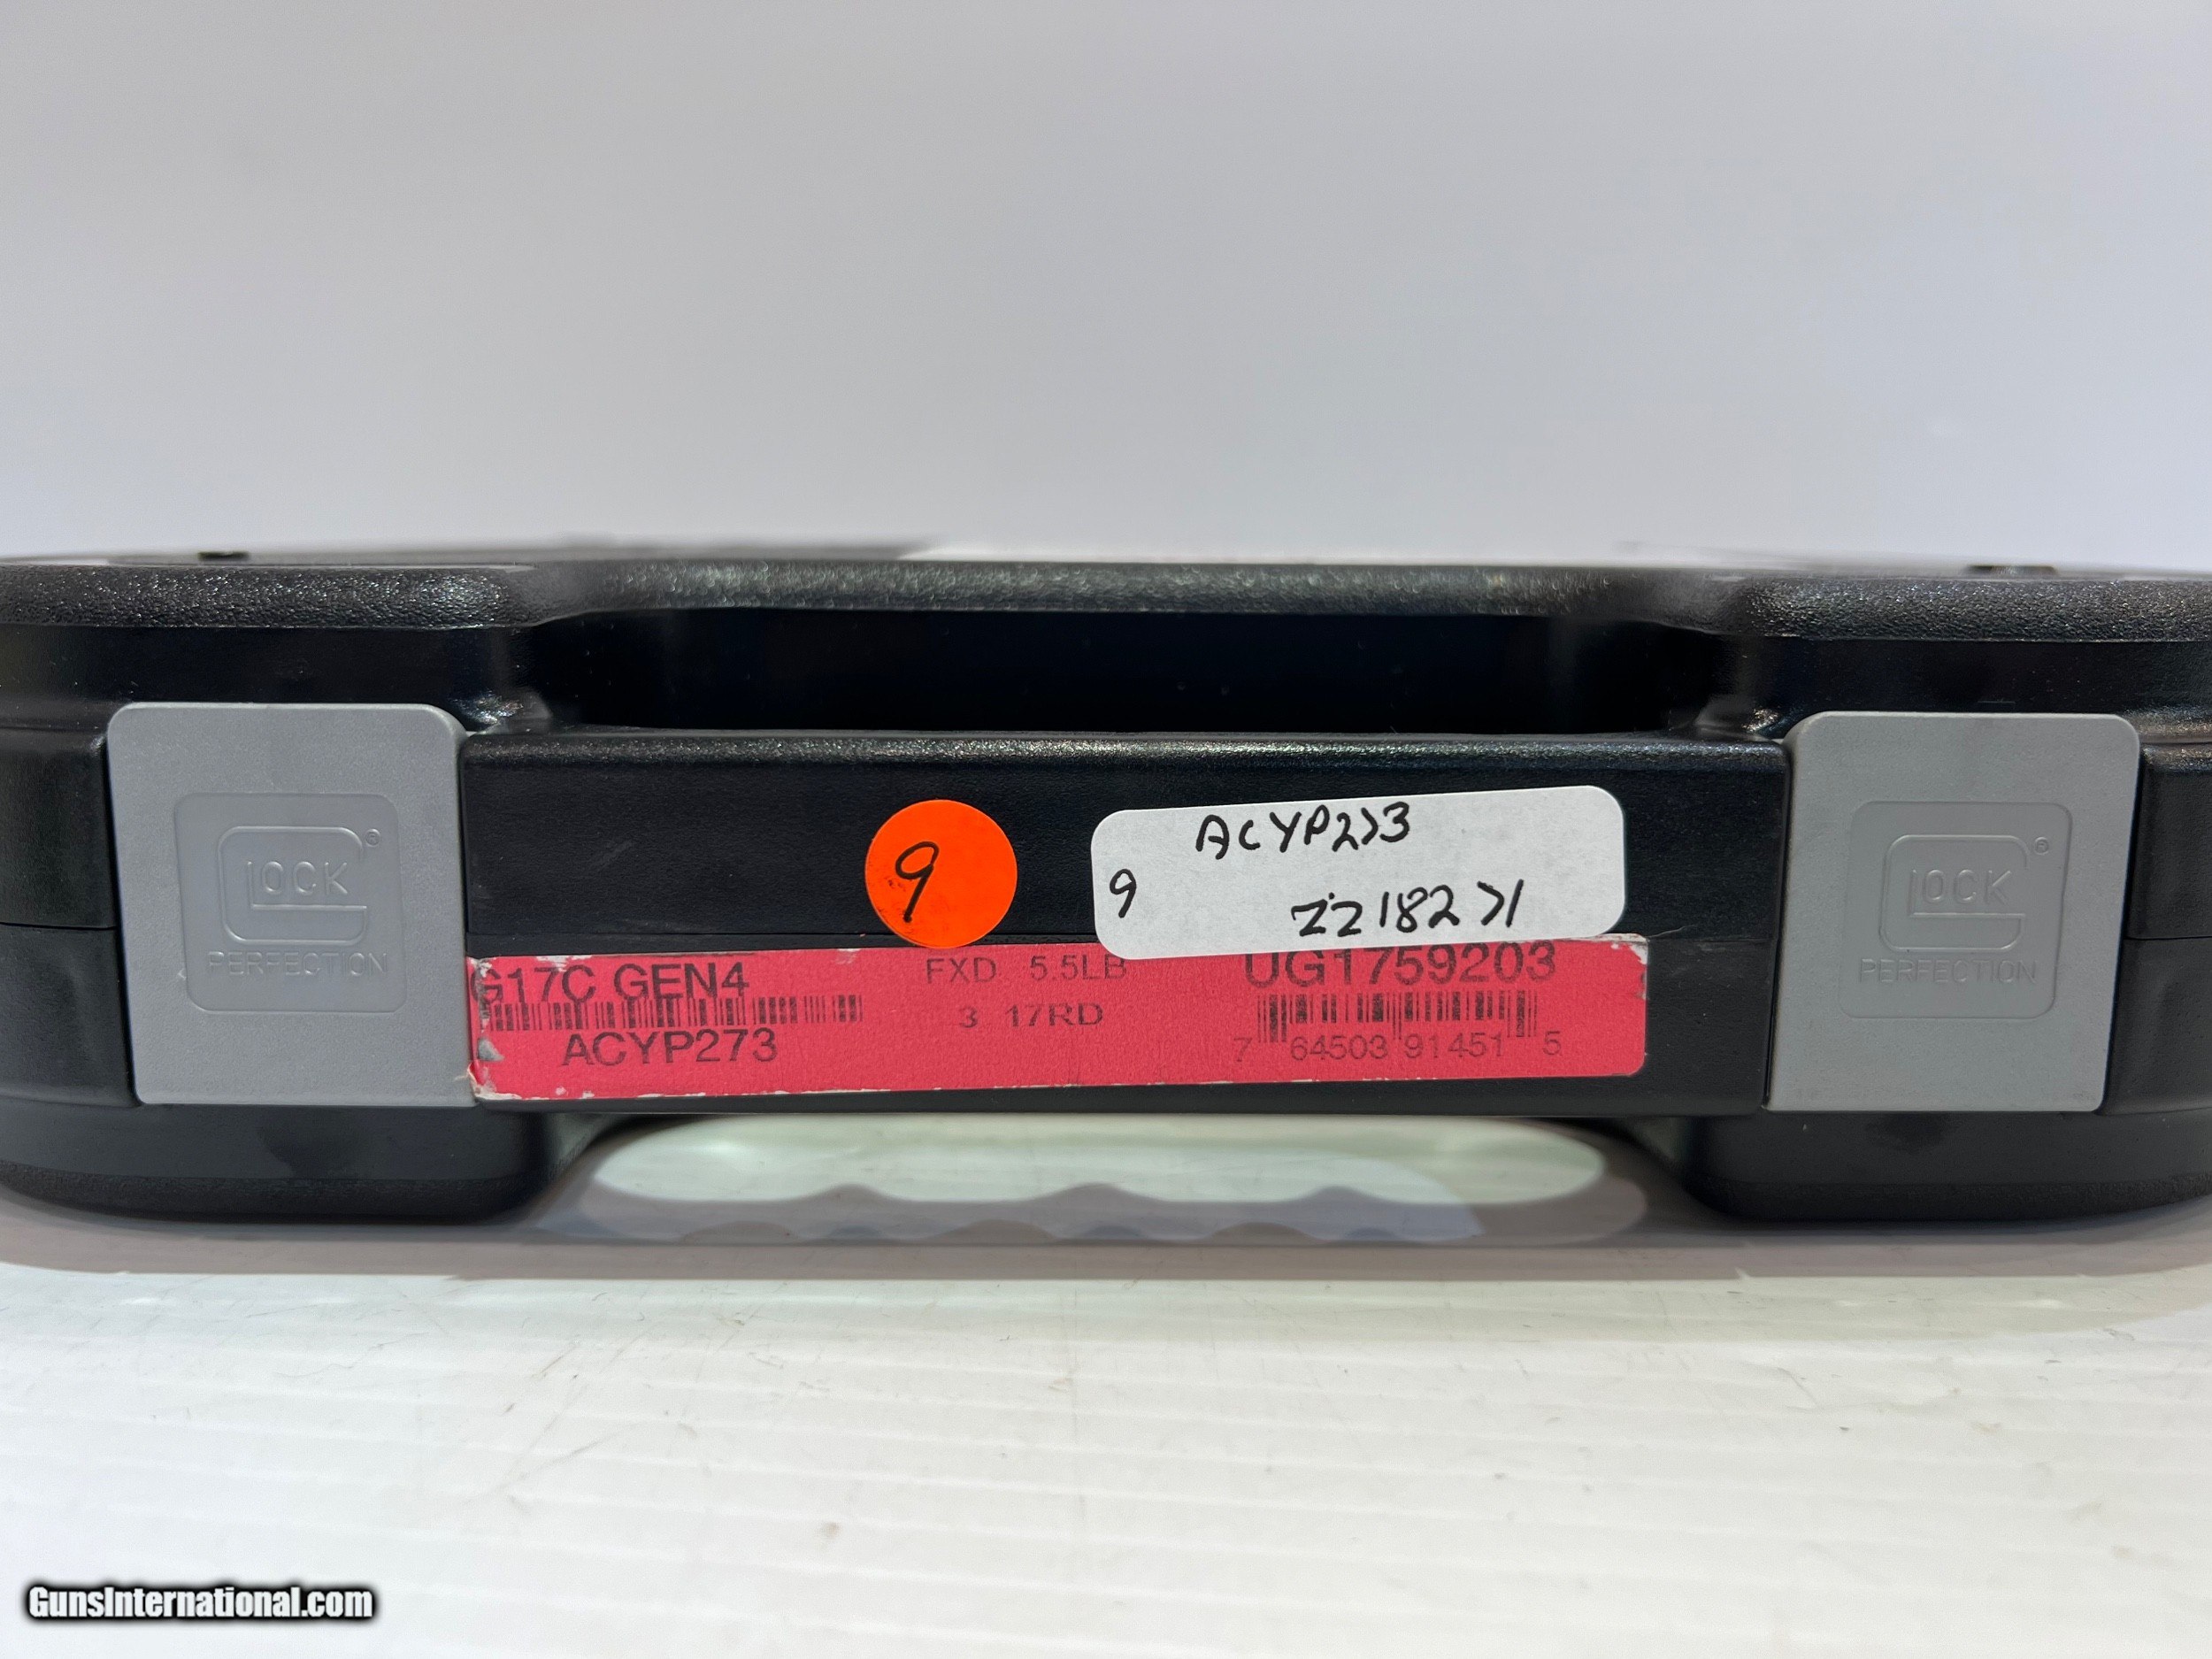 9
ACYP273
9
ZZ18271
GLOCK ®
PERFECTION
GLOCK ®
PERFECTION
G17C GEN4
FXD 5.5LB
UG1759203
3 17RD
ACYP273
7 64503 91451 5
GunsInternational.com